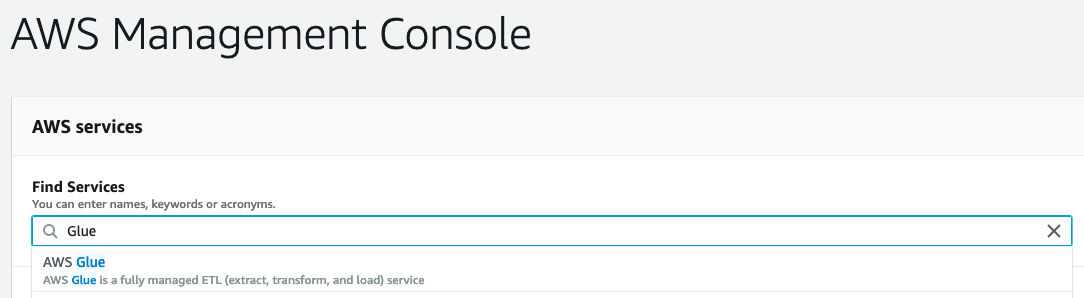 AWS Management Console
AWS services
Find Services
You can enter names, keywords or acronyms.
Glue
AWS Glue
AWS Glue is a fully managed ETL (extract, transform, and load) service